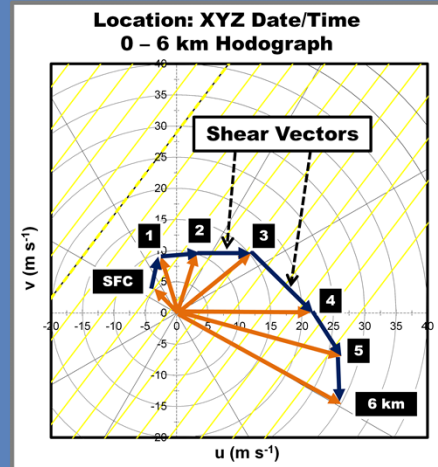 Location: XYZ Date/Time
0 – 6 km Hodograph
40
35
30
25
20
15
10
5
0
-5
-10
-15
-20
-20 -15 -10 -5 0 5 10 15 20 25 30 35 40
v (m s⁻¹)
u (m s⁻¹)
Shear Vectors
1
2
3
SFC
4
5
6 km